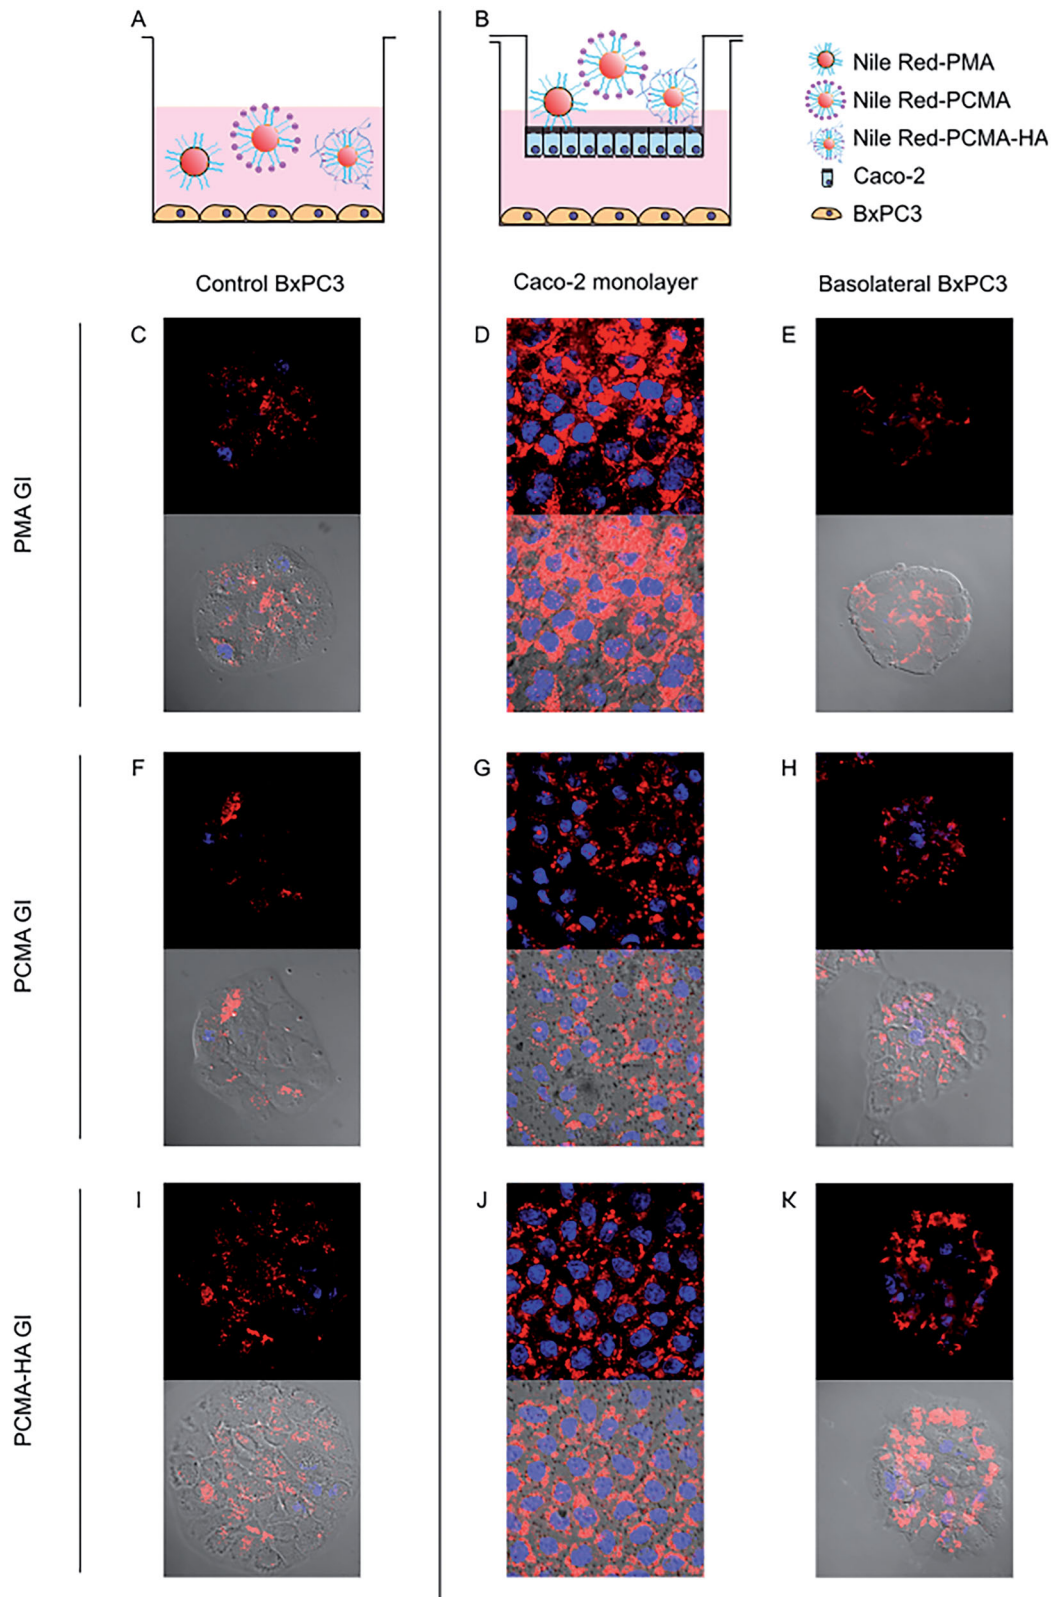 A
B
Nile Red-PMA
Nile Red-PCMA
Nile Red-PCMA-HA
Caco-2
BxPC3
Control BxPC3
Caco-2 monolayer
Basolateral BxPC3
PMA GI
C
D
E
PCMA GI
F
G
H
PCMA-HA GI
I
J
K